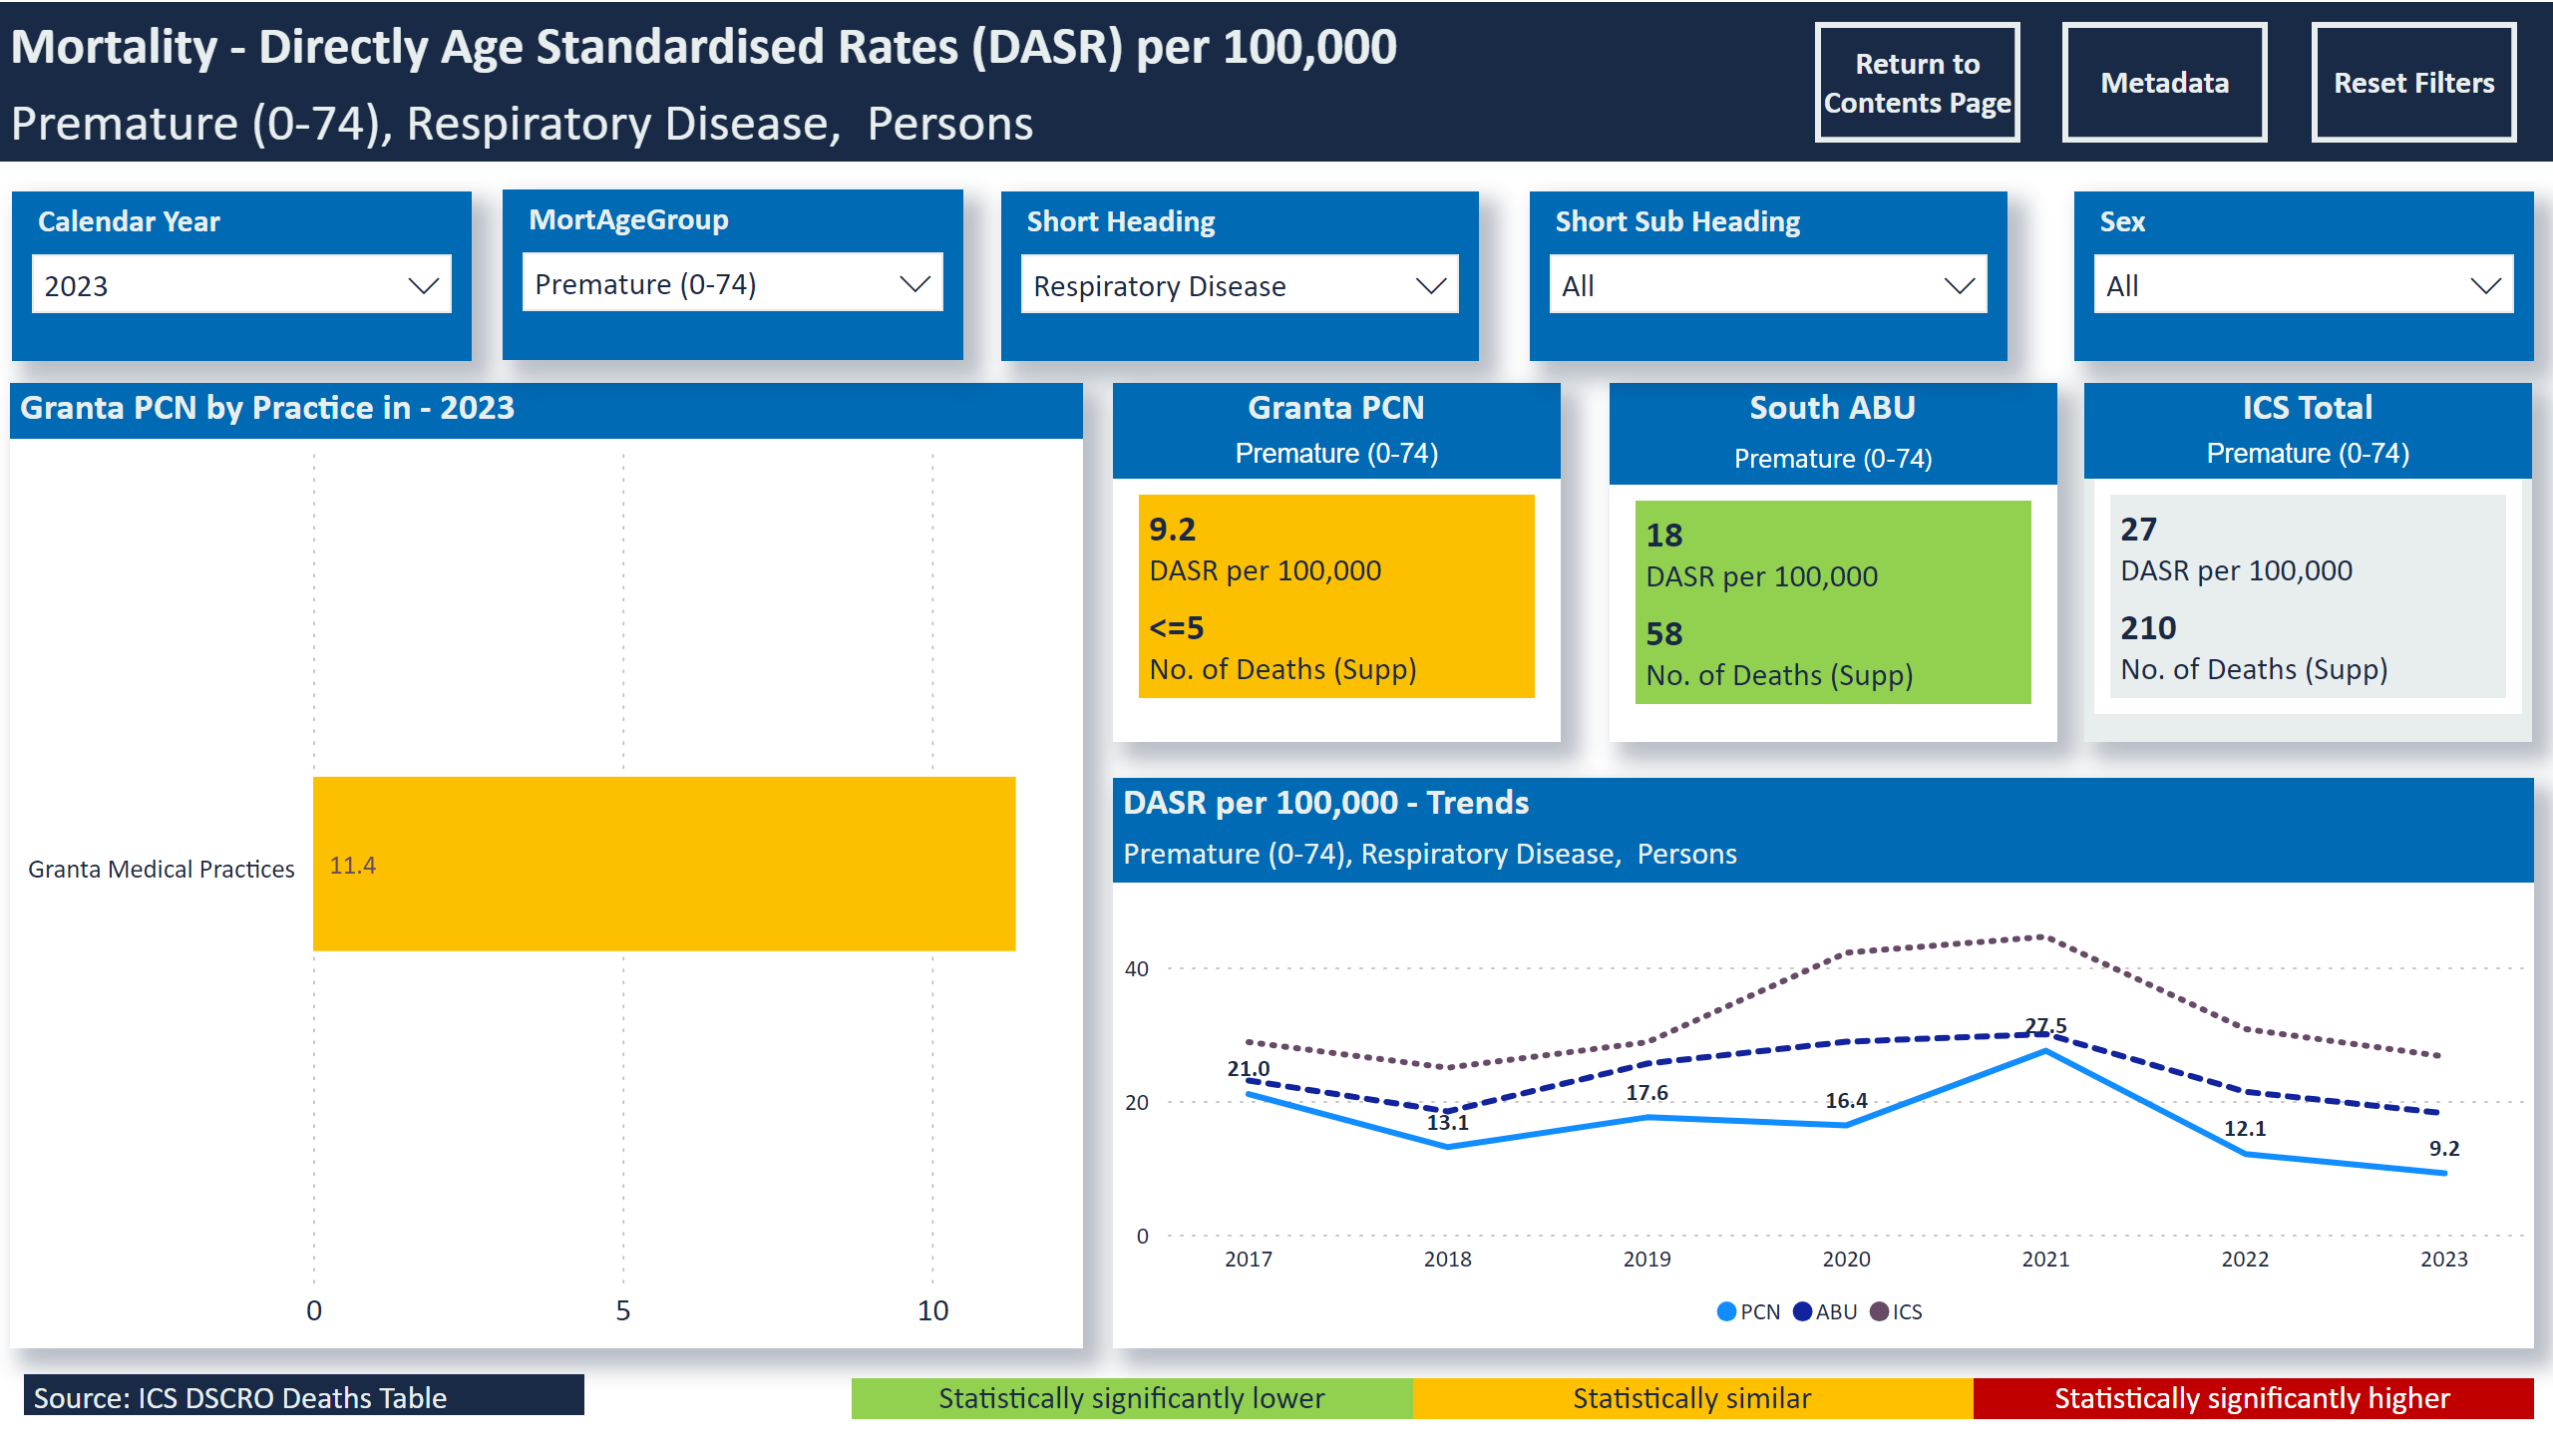 Mortality - Directly Age Standardised Rates (DASR) per 100,000
Premature (0-74), Respiratory Disease,  Persons
Return to
Contents Page
Metadata
Reset Filters
Calendar Year
2023
MortAgeGroup
Premature (0-74)
Short Heading
Respiratory Disease
Short Sub Heading
All
Sex
All
Granta PCN by Practice in - 2023
Granta Medical Practices
11.4
0
5
10
Granta PCN
Premature (0-74)
9.2
DASR per 100,000
<=5
No. of Deaths (Supp)
South ABU
Premature (0-74)
18
DASR per 100,000
58
No. of Deaths (Supp)
ICS Total
Premature (0-74)
27
DASR per 100,000
210
No. of Deaths (Supp)
DASR per 100,000 - Trends
Premature (0-74), Respiratory Disease,  Persons
40
20
0
21.0
13.1
17.6
16.4
27.5
12.1
9.2
2017
2018
2019
2020
2021
2022
2023
PCN
ABU
ICS
Source: ICS DSCRO Deaths Table
Statistically significantly lower
Statistically similar
Statistically significantly higher